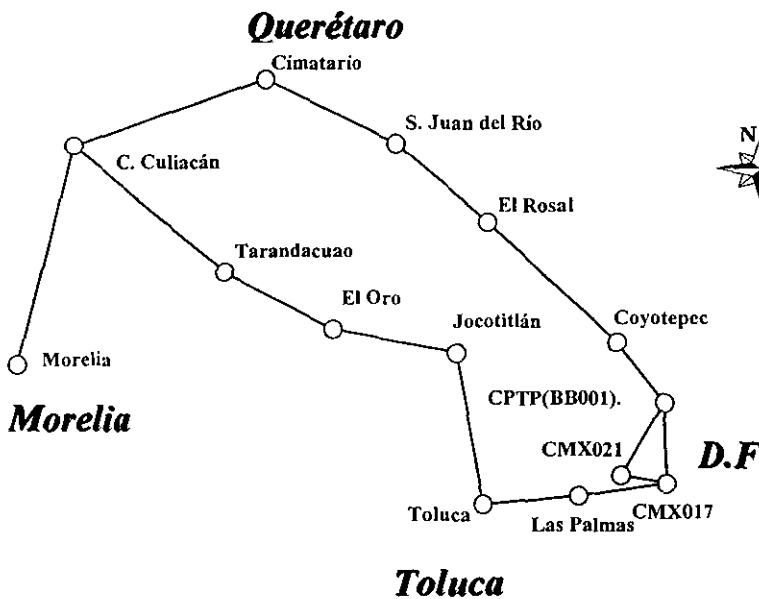 Querétaro
Cimatario
S. Juan del Río
N
C. Culiacán
El Rosal
Tarandacuao
El Oro
Jocotitlán
Coyotepec
Morelia
CPTP(BB001).
Morelia
CMX021
D.F
Toluca
Las Palmas
CMX017
Toluca